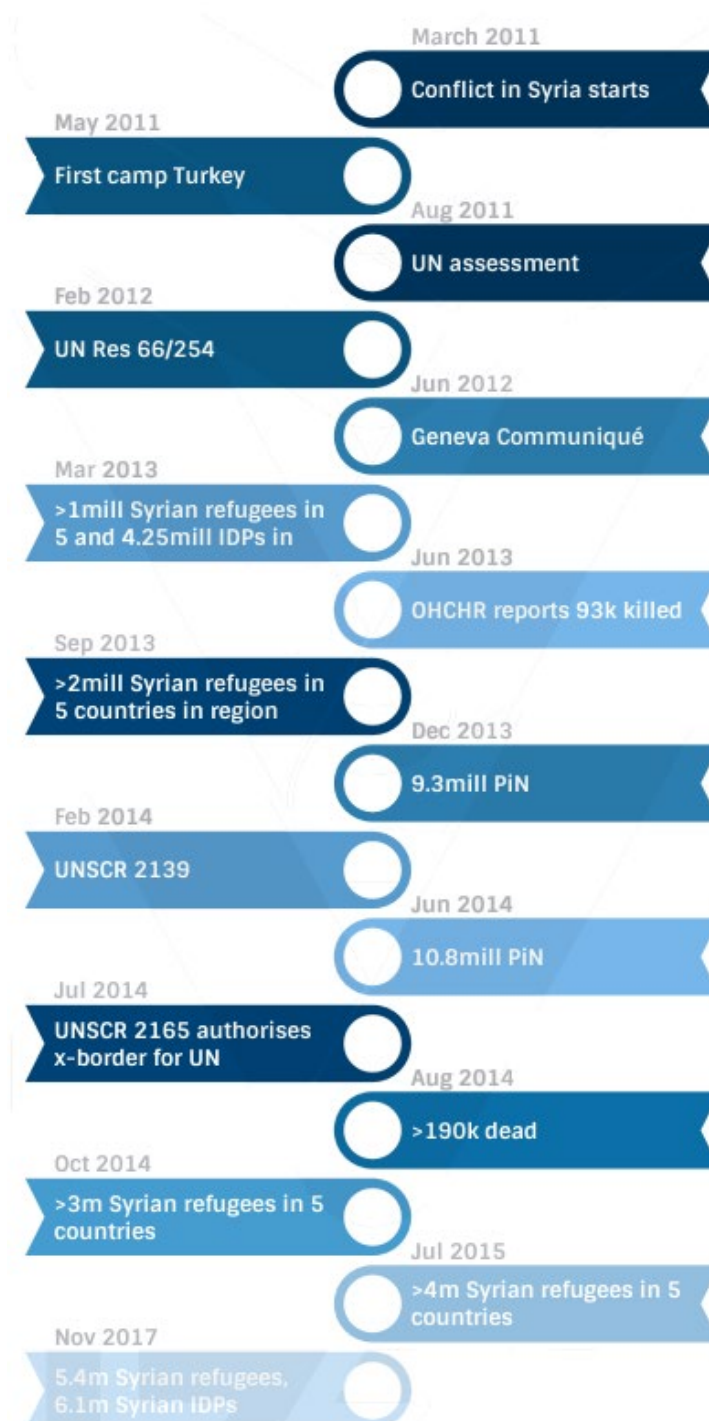 March 2011
Conflict in Syria starts
May 2011
First camp Turkey
Aug 2011
UN assessment
Feb 2012
UN Res 66/254
Jun 2012
Geneva Communiqué
Mar 2013
>1mill Syrian refugees in
5 and 4.25mill IDPs in
Jun 2013
OHCHR reports 93k killed
Sep 2013
>2mill Syrian refugees in
5 countries in region
Dec 2013
9.3mill PiN
Feb 2014
UNSCR 2139
Jun 2014
10.8mill PiN
Jul 2014
UNSCR 2165 authorises
x-border for UN
Aug 2014
>190k dead
Oct 2014
>3m Syrian refugees in 5
countries
Jul 2015
>4m Syrian refugees in 5
countries
Nov 2017
5.4m Syrian refugees,
6.1m Syrian IDPs